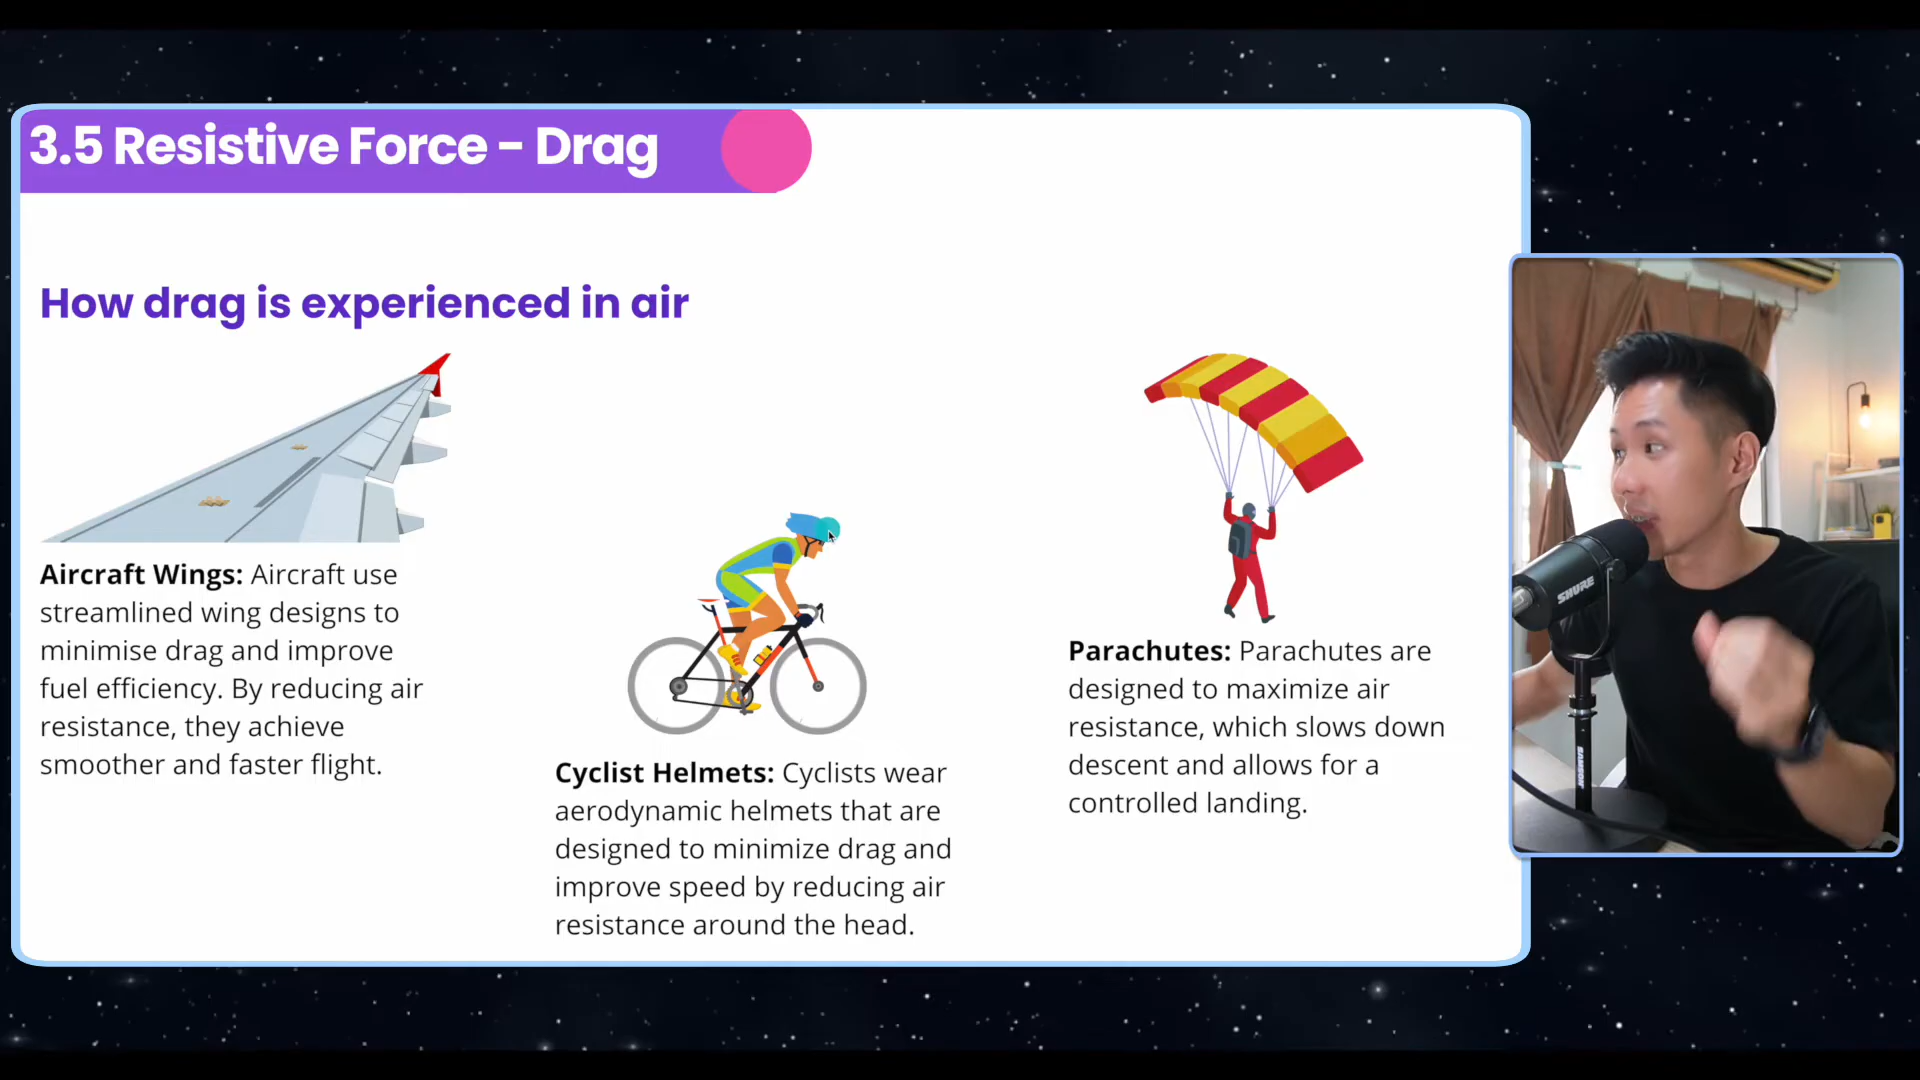 3.5 Resistive Force - Drag
How drag is experienced in air
Aircraft Wings: Aircraft use
streamlined wing designs to
minimise drag and improve
fuel efficiency. By reducing air
resistance, they achieve
smoother and faster flight.
Cyclist Helmets: Cyclists wear
aerodynamic helmets that are
designed to minimize drag and
improve speed by reducing air
resistance around the head.
Parachutes: Parachutes are
designed to maximize air
resistance, which slows down
descent and allows for a
controlled landing.
SHURE
SAMSON